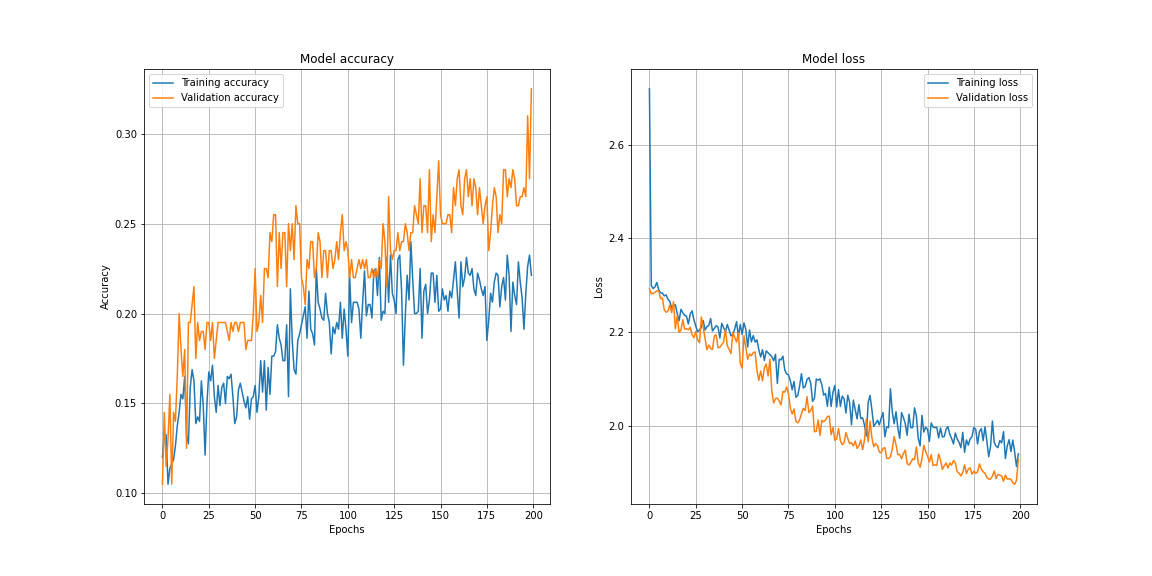 Model accuracy
Training accuracy
Validation accuracy
0.30
0.25
0.20
0.15
0.10
Accuracy
0 25 50 75 100 125 150 175 200
Epochs
Model loss
Training loss
Validation loss
2.6
2.4
2.2
2.0
Loss
0 25 50 75 100 125 150 175 200
Epochs